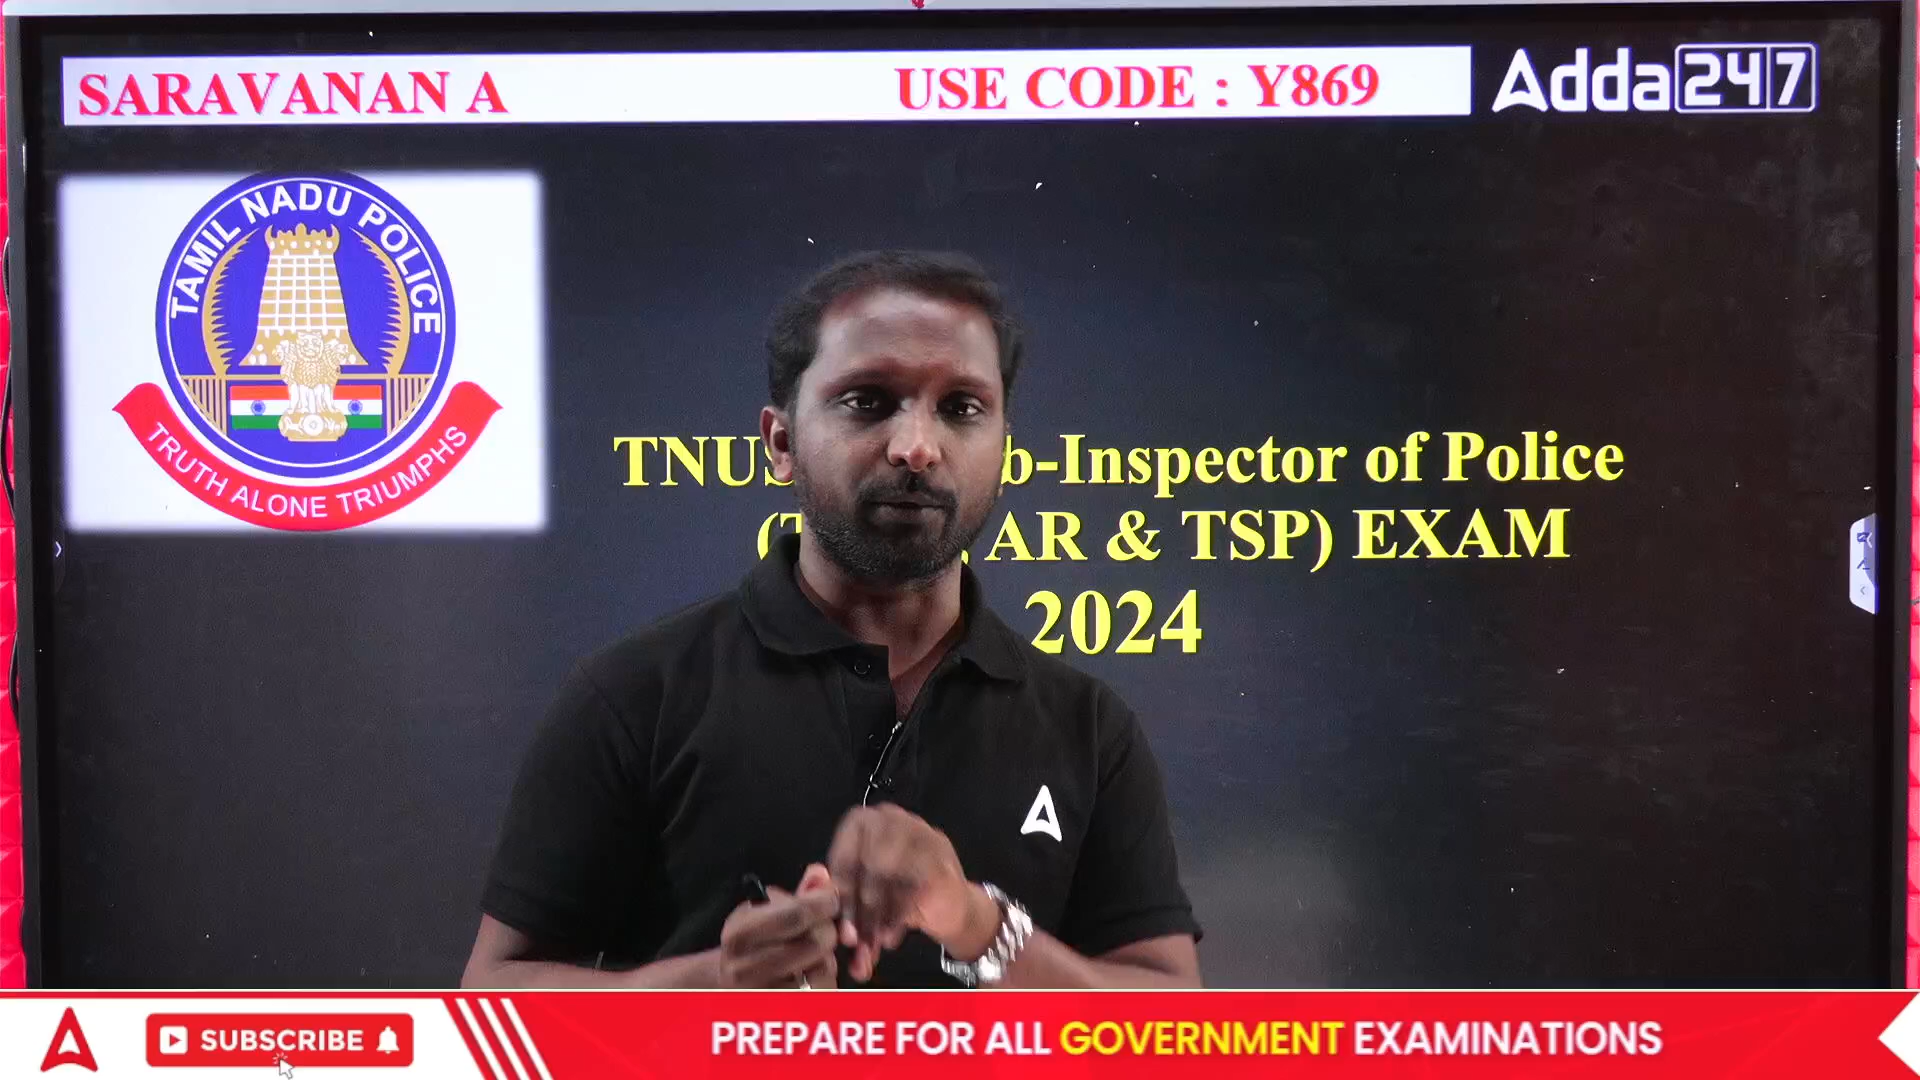 SARAVANAN A
USE CODE : Y869
Adda247
TAMIL NADU POLICE
TRUTH ALONE TRIUMPHS
-Inspector of Police
AR & TSP) EXAM
2024
SUBSCRIBE
PREPARE FOR ALL GOVERNMENT EXAMINATIONS